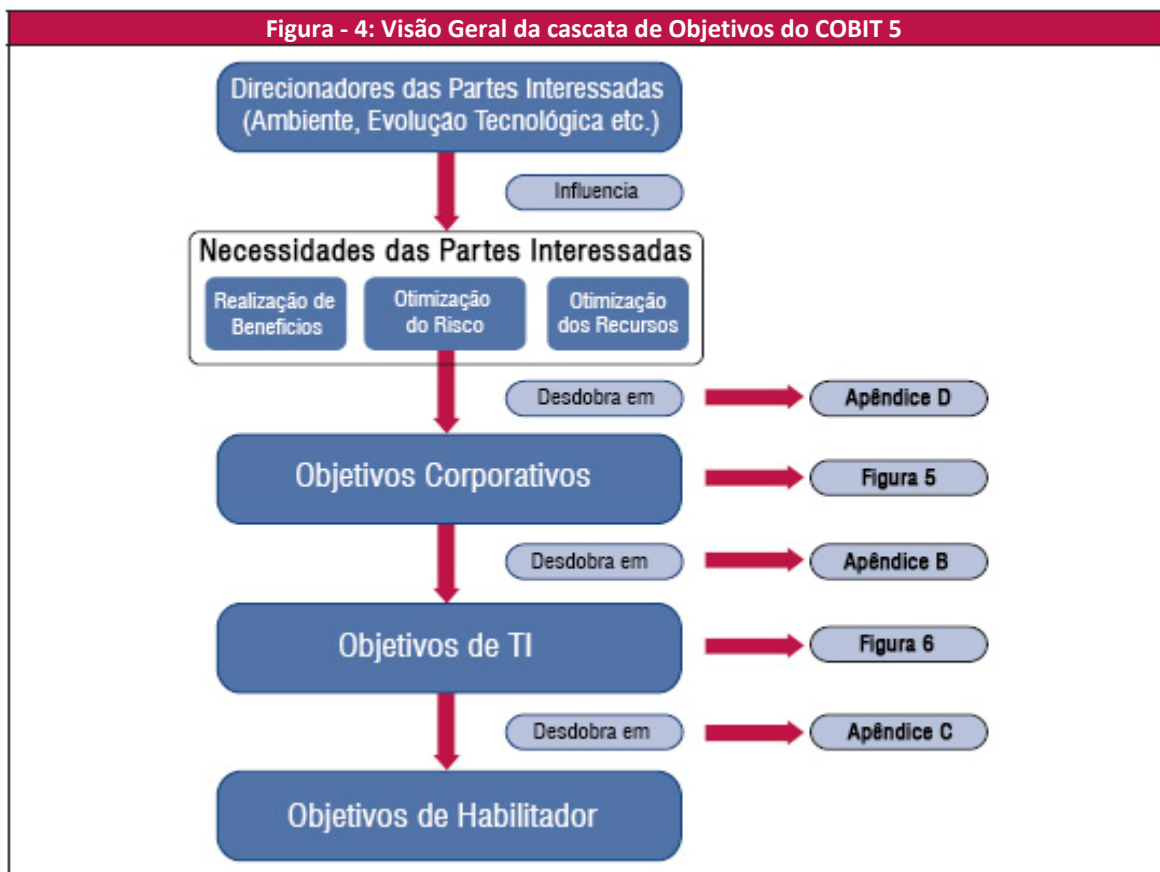 Figura - 4: Visão Geral da cascata de Objetivos do COBIT 5
Direcionadores das Partes Interessadas
(Ambiente, Evolução Tecnológica etc.)
Influencia
Necessidades das Partes Interessadas
Realização de
Beneficios
Otimização
do Risco
Otimização
dos Recursos
Desdobra em
Apêndice D
Objetivos Corporativos
Figura 5
Desdobra em
Apêndice B
Objetivos de TI
Figura 6
Desdobra em
Apêndice C
Objetivos de Habilitador